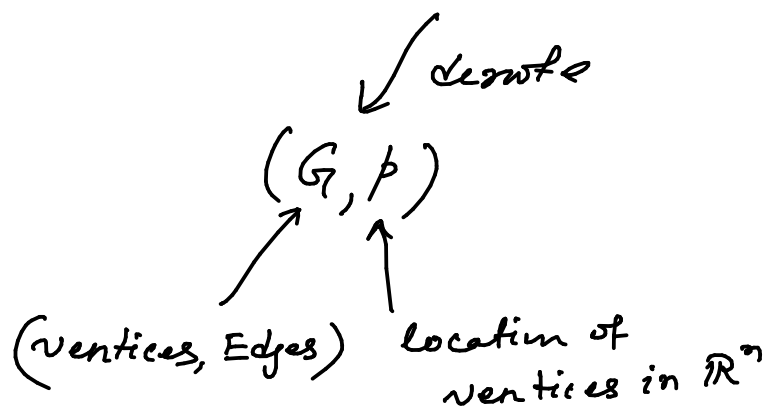 denote
(G, p)
(vertices, Edges) location of
vertices in ℝⁿ